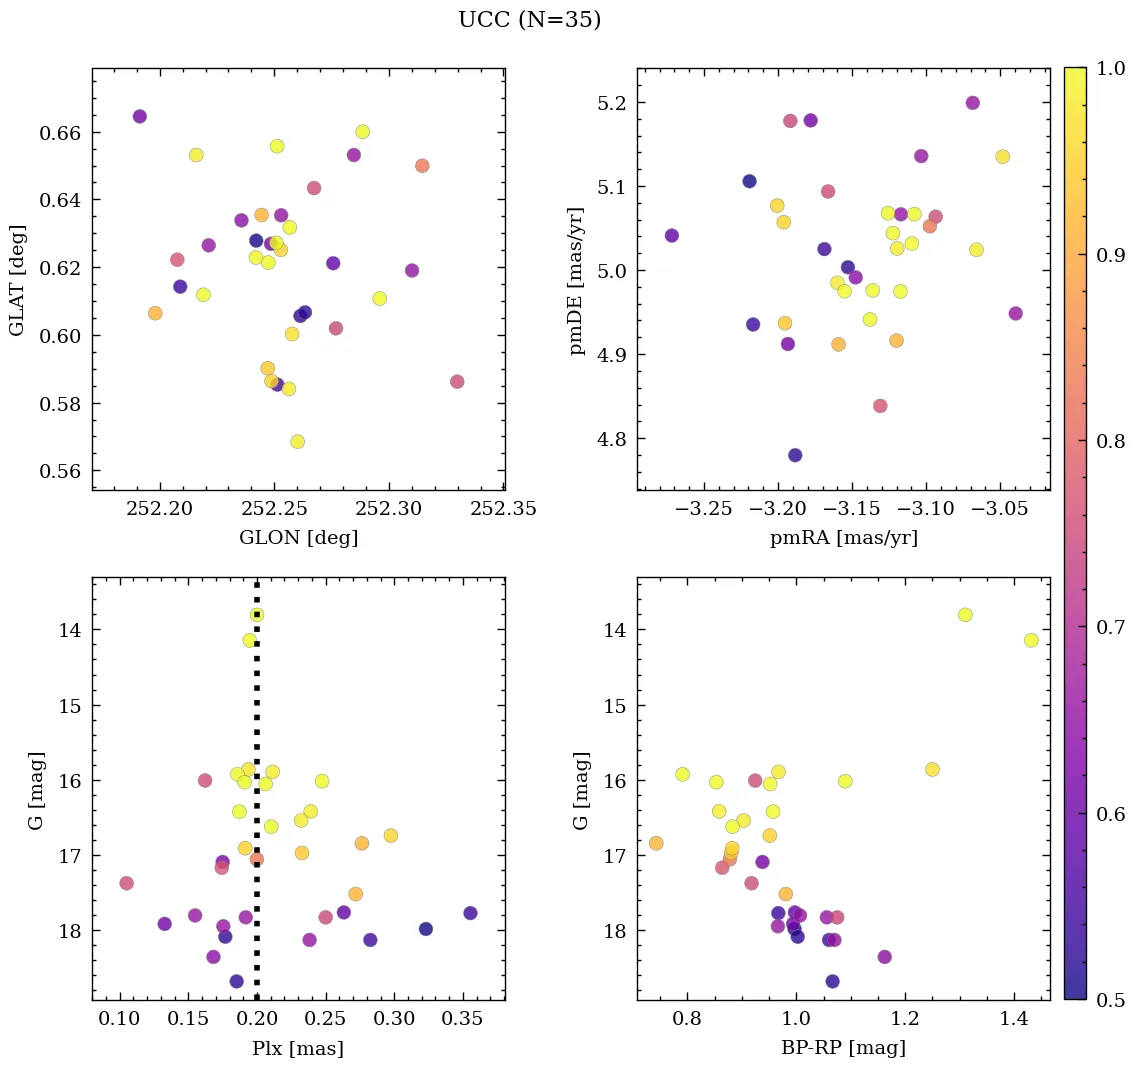 UCC (N=35)
0.66
0.64
0.62
0.60
0.58
0.56
GLAT [deg]
252.20 252.25 252.30 252.35
GLON [deg]
5.2
5.1
5.0
4.9
4.8
pmDE [mas/yr]
−3.25 −3.20 −3.15 −3.10 −3.05
pmRA [mas/yr]
14
15
16
17
18
G [mag]
0.10 0.15 0.20 0.25 0.30 0.35
Plx [mas]
14
15
16
17
18
G [mag]
0.8 1.0 1.2 1.4
BP-RP [mag]
1.0
0.9
0.8
0.7
0.6
0.5